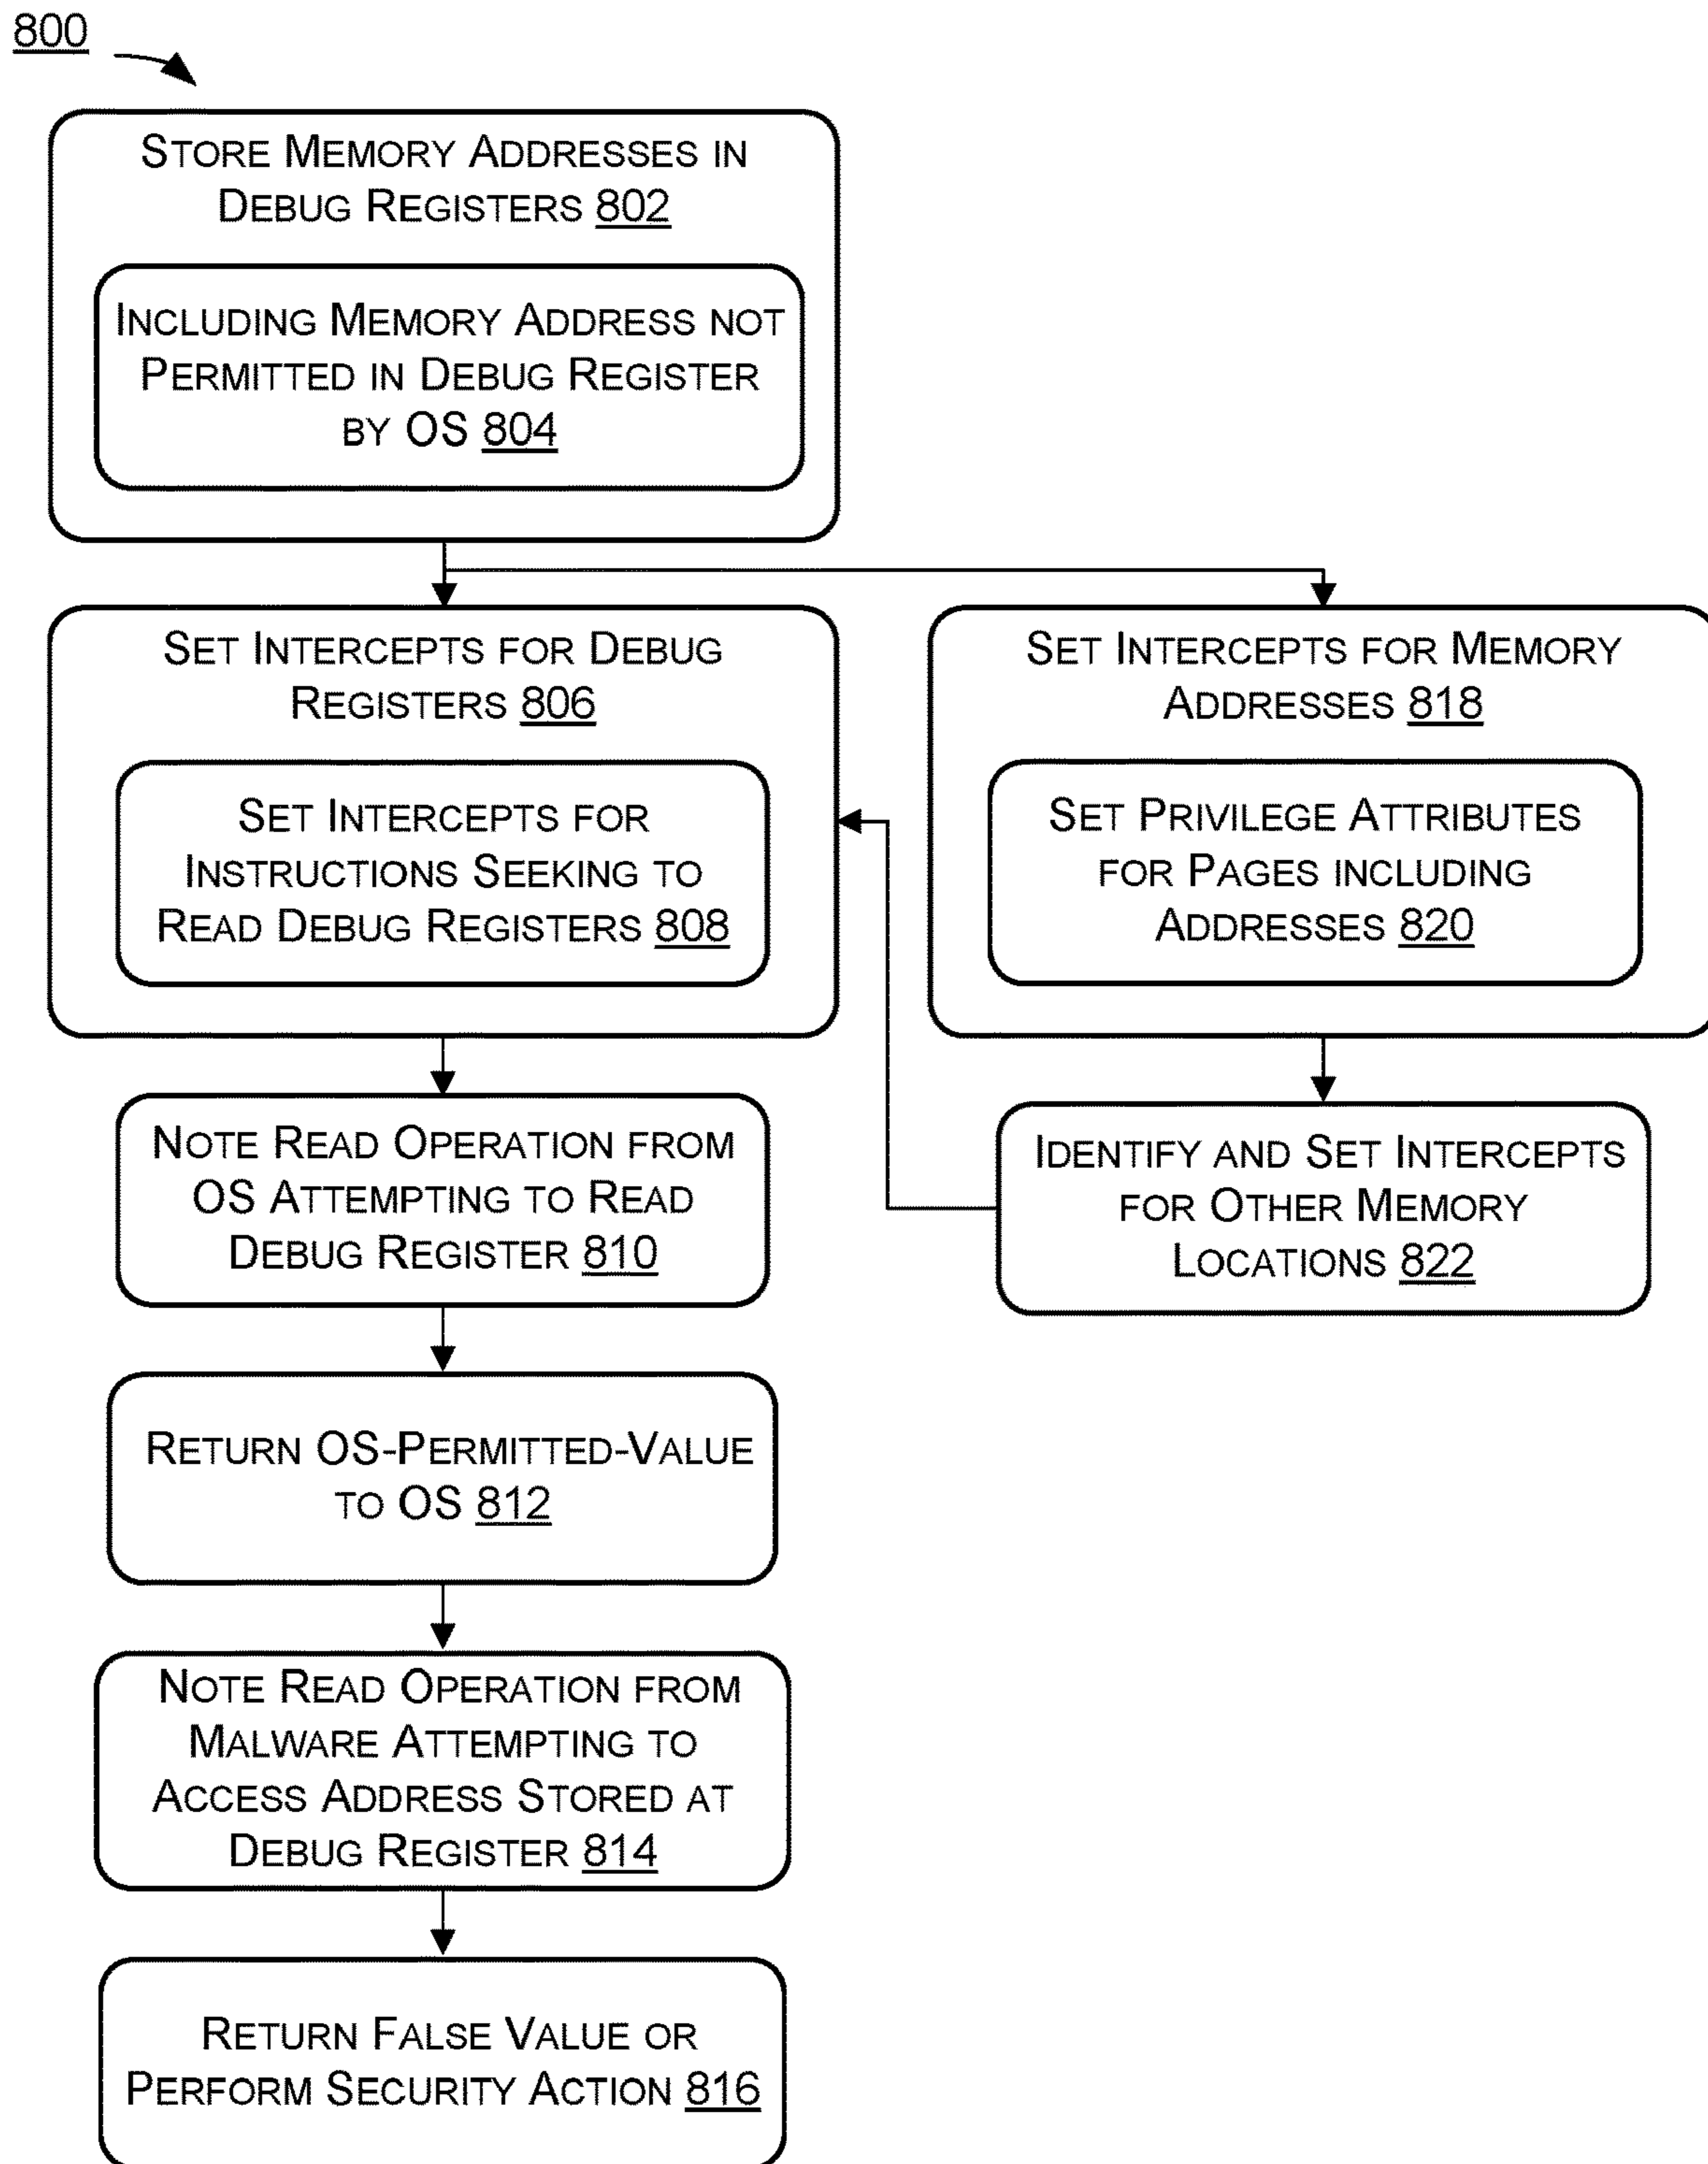 800
STORE MEMORY ADDRESSES IN
DEBUG REGISTERS 802
INCLUDING MEMORY ADDRESS NOT
PERMITTED IN DEBUG REGISTER
BY OS 804
SET INTERCEPTS FOR DEBUG
REGISTERS 806
SET INTERCEPTS FOR
INSTRUCTIONS SEEKING TO
READ DEBUG REGISTERS 808
SET INTERCEPTS FOR MEMORY
ADDRESSES 818
SET PRIVILEGE ATTRIBUTES
FOR PAGES INCLUDING
ADDRESSES 820
NOTE READ OPERATION FROM
OS ATTEMPTING TO READ
DEBUG REGISTER 810
IDENTIFY AND SET INTERCEPTS
FOR OTHER MEMORY
LOCATIONS 822
RETURN OS-PERMITTED-VALUE
TO OS 812
NOTE READ OPERATION FROM
MALWARE ATTEMPTING TO
ACCESS ADDRESS STORED AT
DEBUG REGISTER 814
RETURN FALSE VALUE OR
PERFORM SECURITY ACTION 816